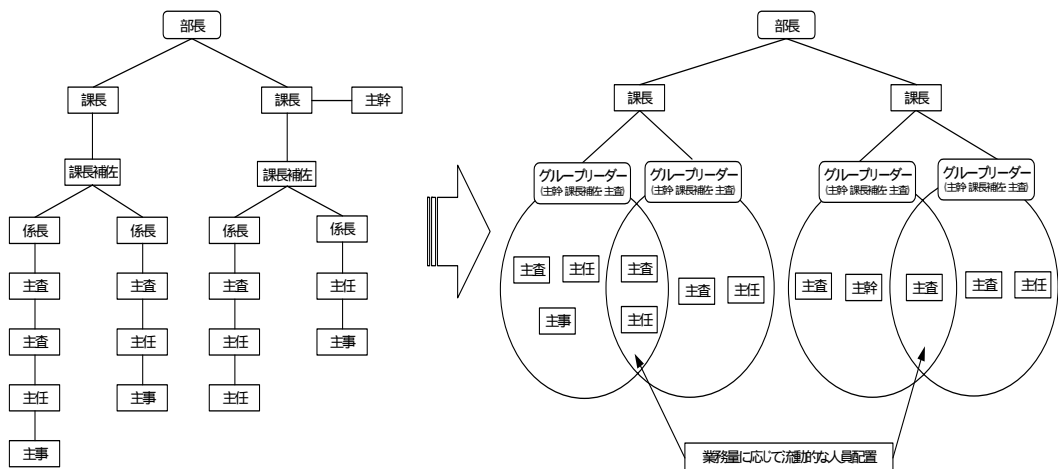 部長
課長
課長
主幹
課長補佐
課長補佐
係長
係長
係長
係長
主査
主査
主査
主任
主査
主任
主任
主事
主任
主事
主任
主事
部長
課長
課長
グループリーダー
(主幹 課長補佐 主査)
グループリーダー
(主幹 課長補佐 主査)
グループリーダー
(主幹 課長補佐 主査)
グループリーダー
(主幹 課長補佐 主査)
主査
主任
主査
主査
主任
主事
主任
主査
主幹
主査
主査
主任
業務量に応じて流動的な人員配置